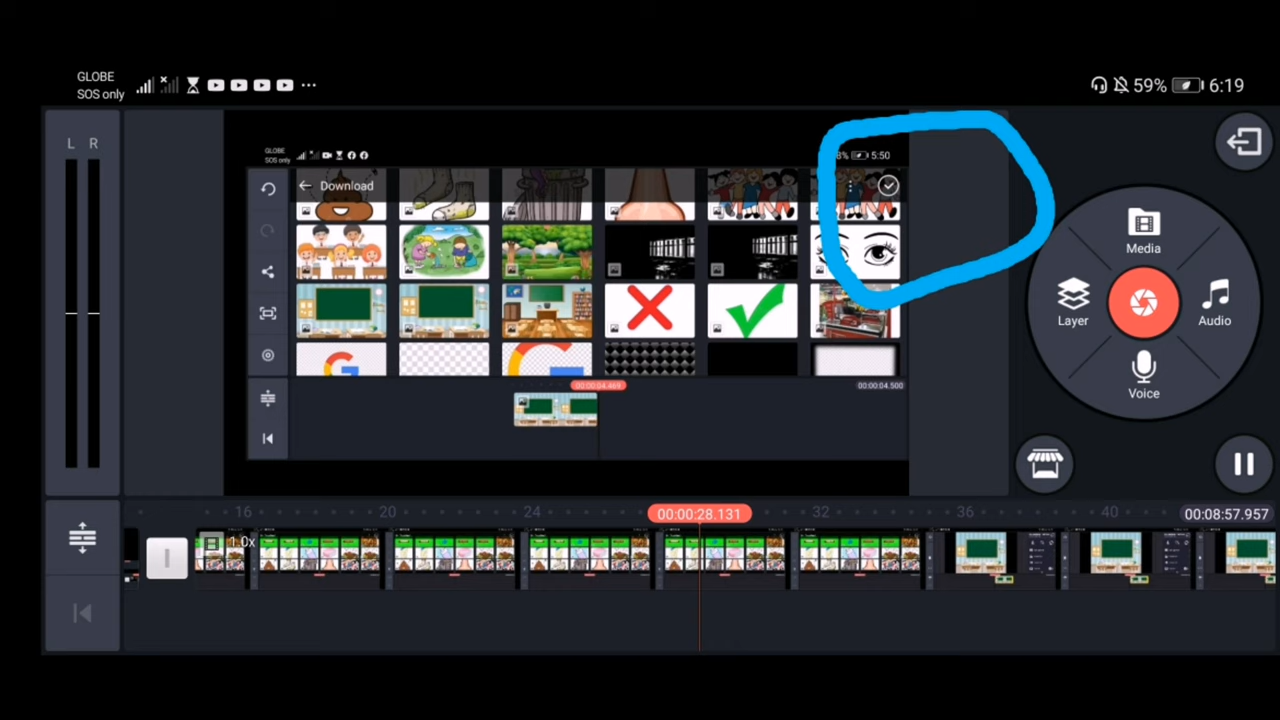 GLOBE
SOS only
59% 6:19
L R
GLOBE
SOS only
8% 5:50
Download
G
00:00:04.469
00:00:04.500
Media
Layer
Audio
Voice
16 20 24 00:00:28.131 32 36 40 00:08:57.957
1.0x